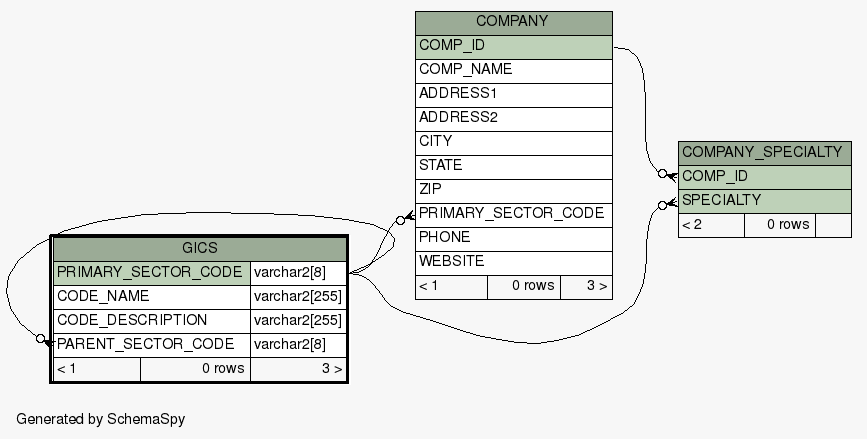 COMPANY
COMP_ID
COMP_NAME
ADDRESS1
ADDRESS2
CITY
STATE
ZIP
PRIMARY_SECTOR_CODE
PHONE
WEBSITE
< 1 0 rows 3 >
COMPANY_SPECIALTY
COMP_ID
SPECIALTY
< 2 0 rows
GICS
PRIMARY_SECTOR_CODE varchar2[8]
CODE_NAME varchar2[255]
CODE_DESCRIPTION varchar2[255]
PARENT_SECTOR_CODE varchar2[8]
< 1 0 rows 3 >
Generated by SchemaSpy